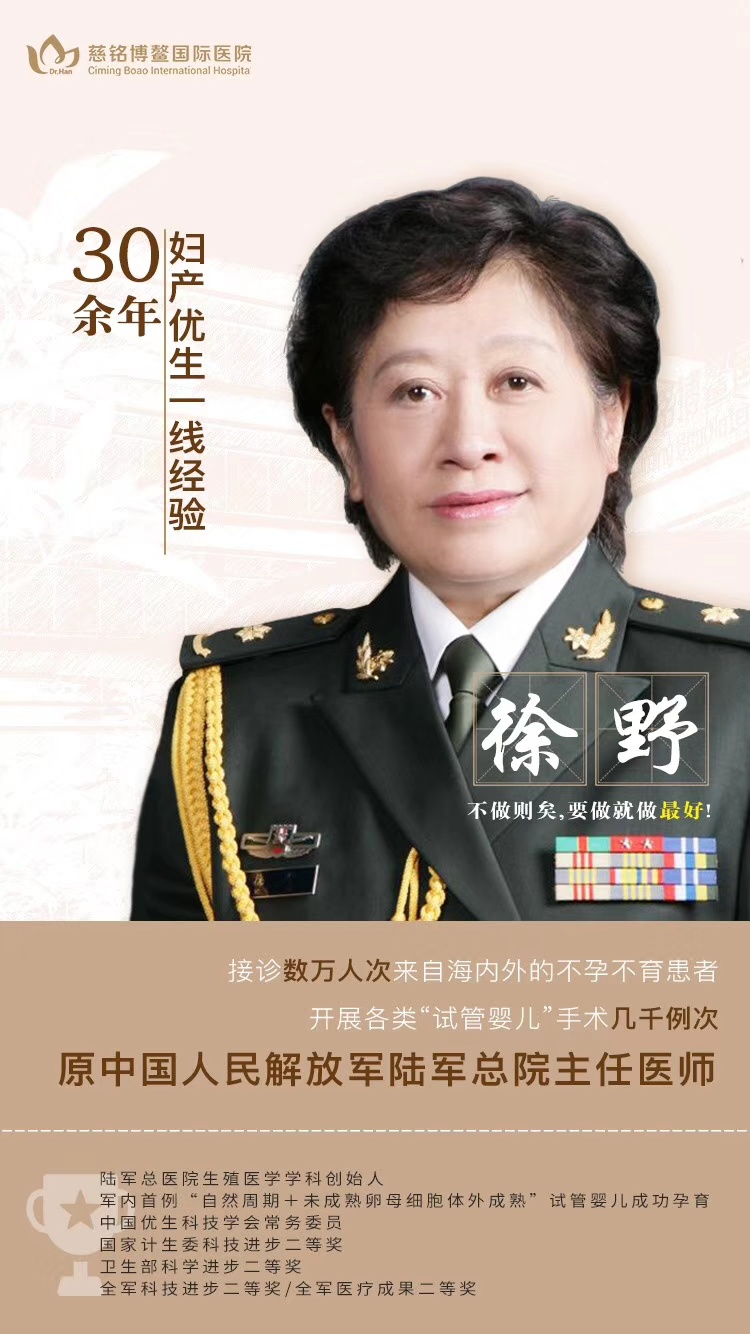 慈铭博鳌国际医院
Dr.Han
Ciming Boao International Hospita
30
余年
妇产优生一线经验
徐野
不做则矣,要做就做最好!
接诊数万人次来自海内外的不孕不育患者
开展各类“试管婴儿”手术几千例次
原中国人民解放军陆军总院主任医师
陆军总医院生殖医学学科创始人
军内首例“自然周期＋未成熟卵母细胞体外成熟”试管婴儿成功孕育
中国优生科技学会常务委员
国家计生委科技进步二等奖
卫生部科学进步二等奖
全军科技进步二等奖/全军医疗成果二等奖